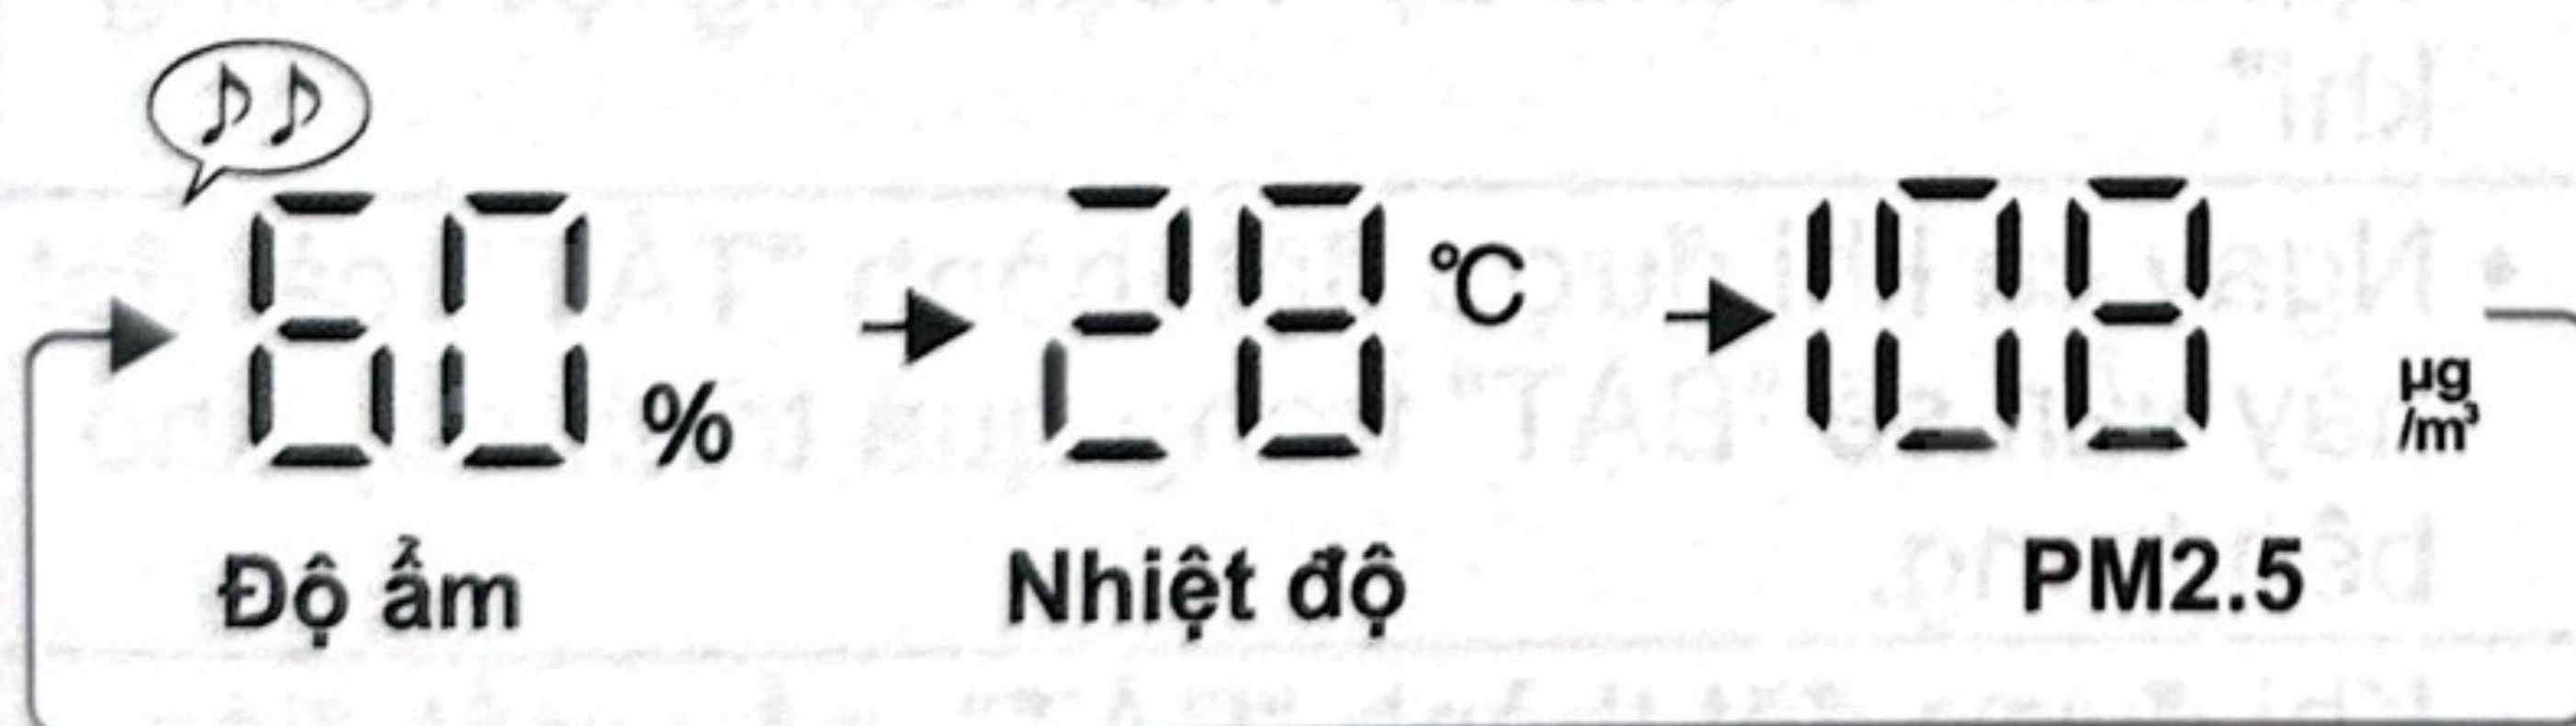 60 %
28 °C
108 µg
/m³
Độ ẩm
Nhiệt độ
PM2.5